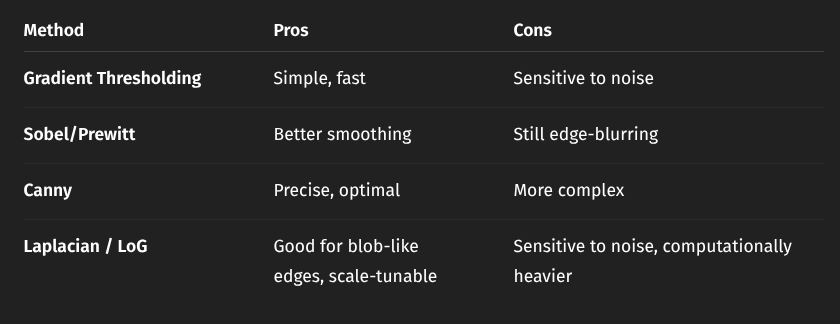 Method Pros Cons
Gradient Thresholding Simple, fast Sensitive to noise
Sobel/Prewitt Better smoothing Still edge-blurring
Canny Precise, optimal More complex
Laplacian / LoG Good for blob-like Sensitive to noise, computationally
edges, scale-tunable heavier